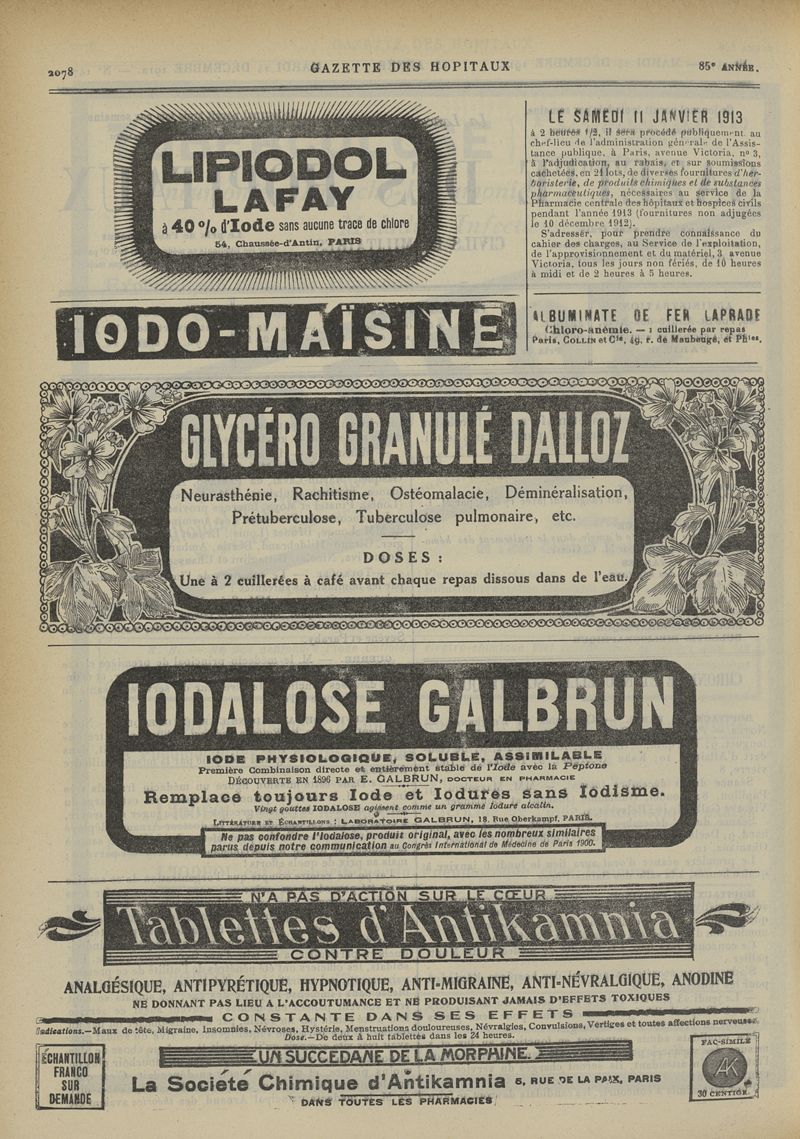 2078
GAZETTE DES HOPITAUX
85e ANNÉE.
LIPIODOL
LAFAY
à 40 % d'Iode sans aucune trace de chlore
54, Chaussée-d'Antin, PARIS
IODO-MAÏSINE
LE SAMEDI 11 JANVIER 1913
à 2 heures 1/2, il sera procédé publiquement au
chef-lieu de l'administration générale de l'Assis-
tance publique, à Paris, avenue Victoria, nº 3,
à l'adjudication, au rabais, et sur soumissions
cachetées, en 21 lots, de diverses fournitures d'her-
boristerie, de produits chimiques et de substances
pharmaceutiques, nécessaires au service de la
Pharmacie centrale des hôpitaux et hospices civils
pendant l'année 1913 (fournitures non adjugées
le 10 décembre 1912).
S'adresser, pour prendre connaissance du
cahier des charges, au Service de l'exploitation,
de l'approvisionnement et du matériel, 3, avenue
Victoria, tous les jours non fériés, de 10 heures
à midi et de 2 heures à 5 heures.
ALBUMINATE DE FER LAPRADE
Chloro-anémie. — 1 cuillerée par repas
Paris, COLLIN et Cie, 49, r. de Maubeuge, et Phies.
GLYCÉRO GRANULÉ DALLOZ
Neurasthénie, Rachitisme, Ostéomalacie, Déminéralisation,
Prétuberculose, Tuberculose pulmonaire, etc.
DOSES :
Une à 2 cuillerées à café avant chaque repas dissous dans de l'eau.
IODALOSE GALBRUN
IODE PHYSIOLOGIQUE, SOLUBLE, ASSIMILABLE
Première Combinaison directe et entièrement stable de l'Iode avec la Peptone
DÉCOUVERTE EN 1896 PAR E. GALBRUN, DOCTEUR EN PHARMACIE
Remplace toujours Iode et Iodures sans Iodisme.
Vingt gouttes IODALOSE agissent comme un gramme Iodure alcalin.
LITTÉRATURE ET ÉCHANTILLONS : LABORATOIRE GALBRUN, 18, Rue Oberkampf, PARIS.
Ne pas confondre l'Iodalose, produit original, avec les nombreux similaires
parus depuis notre communication au Congrès International de Médecine de Paris 1900.
N'A PAS D'ACTION SUR LE CŒUR
Tablettes d'Antikamnia
CONTRE DOULEUR
ANALGÉSIQUE, ANTIPYRÉTIQUE, HYPNOTIQUE, ANTI-MIGRAINE, ANTI-NÉVRALGIQUE, ANODINE
NE DONNANT PAS LIEU A L'ACCOUTUMANCE ET NE PRODUISANT JAMAIS D'EFFETS TOXIQUES
CONSTANTE DANS SES EFFETS
Indications.—Maux de tête, Migraine, Insomnies, Névroses, Hystérie, Menstruations douloureuses, Névralgies, Convulsions, Vertiges et toutes affections nerveuses
Dose.—De deux à huit tablettes dans les 24 heures.
UN SUCCEDANE DE LA MORPHINE.
La Société Chimique d'Antikamnia 5, RUE DE LA PAIX, PARIS
DANS TOUTES LES PHARMACIES
ÉCHANTILLON
FRANCO
SUR
DEMANDE
FAC-SIMILÉ
AK
30 CENTIGR.